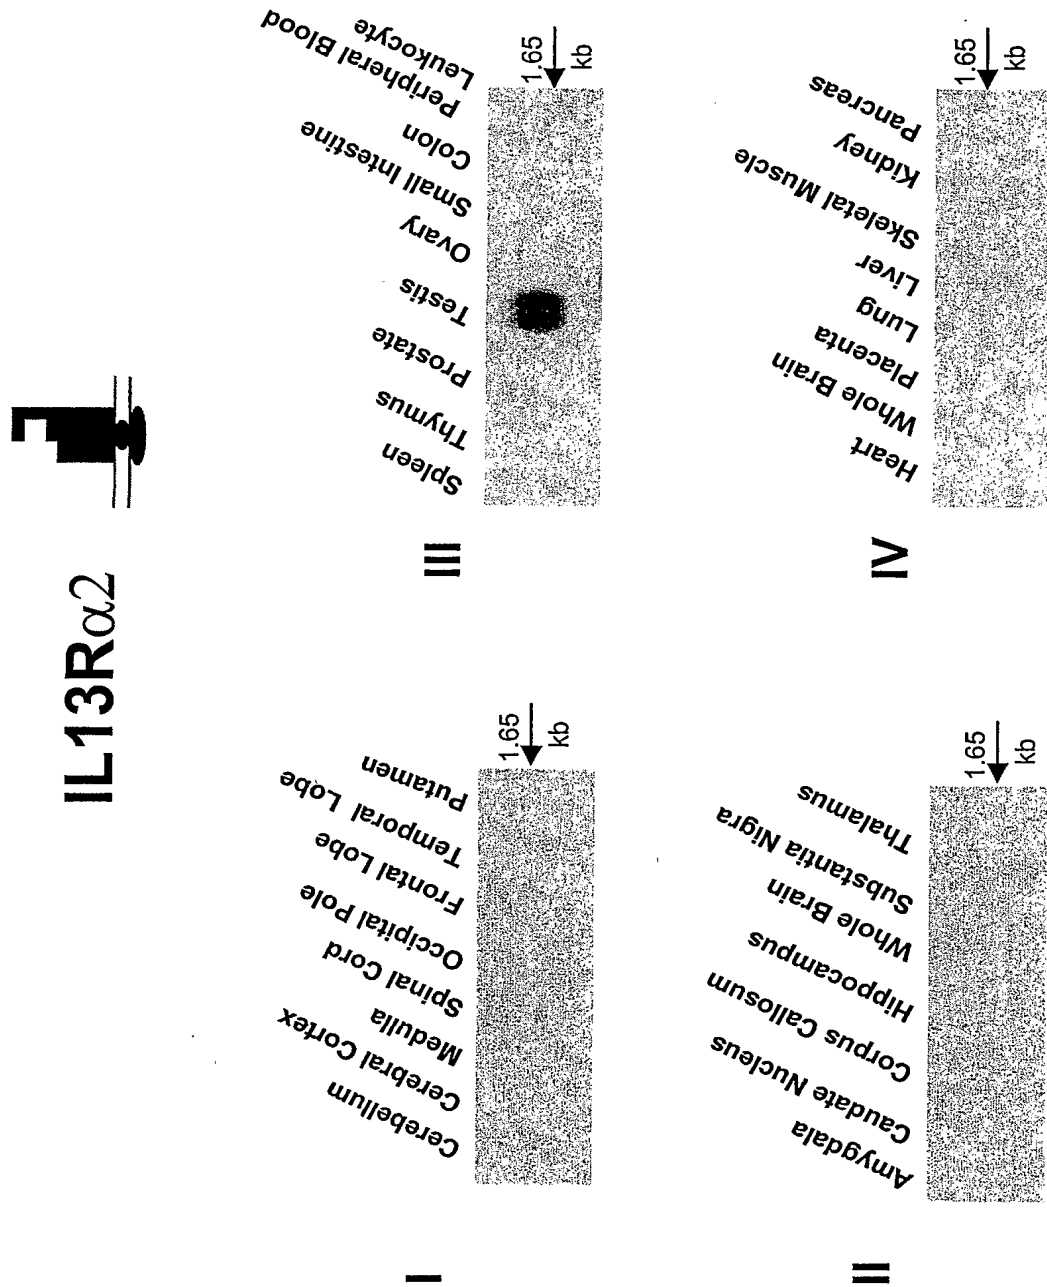 IL13Rα2
I
Cerebellum
Cerebral Cortex
Medulla
Spinal Cord
Occipital Pole
Frontal Lobe
Temporal Lobe
Putamen
1.65
kb
II
Amygdala
Caudate Nucleus
Corpus Callosum
Hippocampus
Whole Brain
Substantia Nigra
Thalamus
1.65
kb
III
Spleen
Thymus
Prostate
Testis
Ovary
Small Intestine
Colon
Peripheral Blood
Leukocyte
1.65
kb
IV
Heart
Whole Brain
Placenta
Lung
Liver
Skeletal Muscle
Kidney
Pancreas
1.65
kb